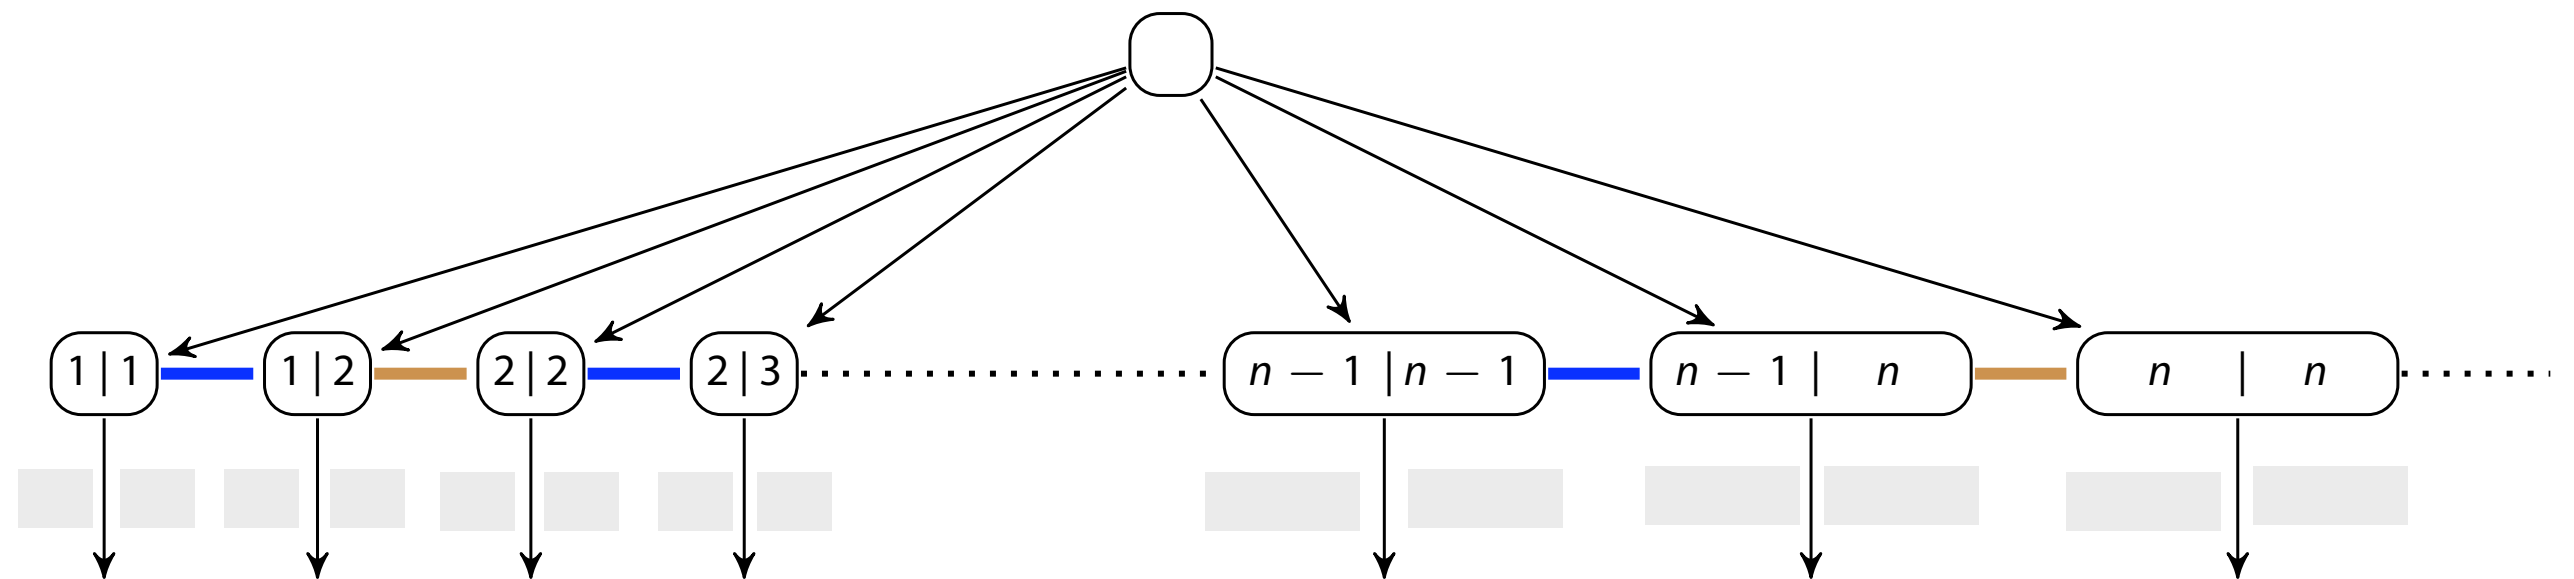 1 | 1
1 | 2
2 | 2
2 | 3
n − 1 | n − 1
n − 1 | n
n | n